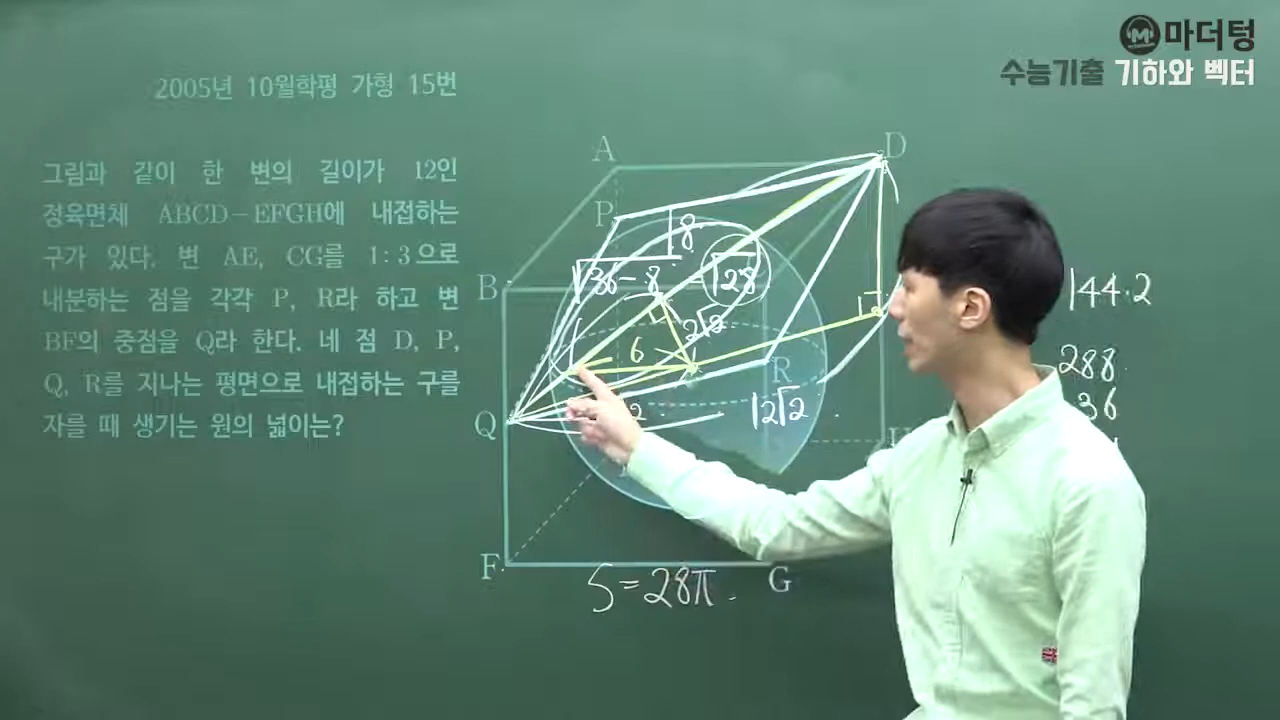 마더텅
수능기출 기하와 벡터
2005년 10월학평 가형 15번
그림과 같이 한 변의 길이가 12인
정육면체 ABCD-EFGH에 내접하는
구가 있다. 변 AE, CG를 1:3으로
내분하는 점을 각각 P, R라 하고 변
BF의 중점을 Q라 한다. 네 점 D, P,
Q, R를 지나는 평면으로 내접하는 구를
자를 때 생기는 원의 넓이는?
A
D
P
8
√36-8
√28
B
2√2
6
R
Q
12√2
H
F
G
S=28π.
144·2
288
36